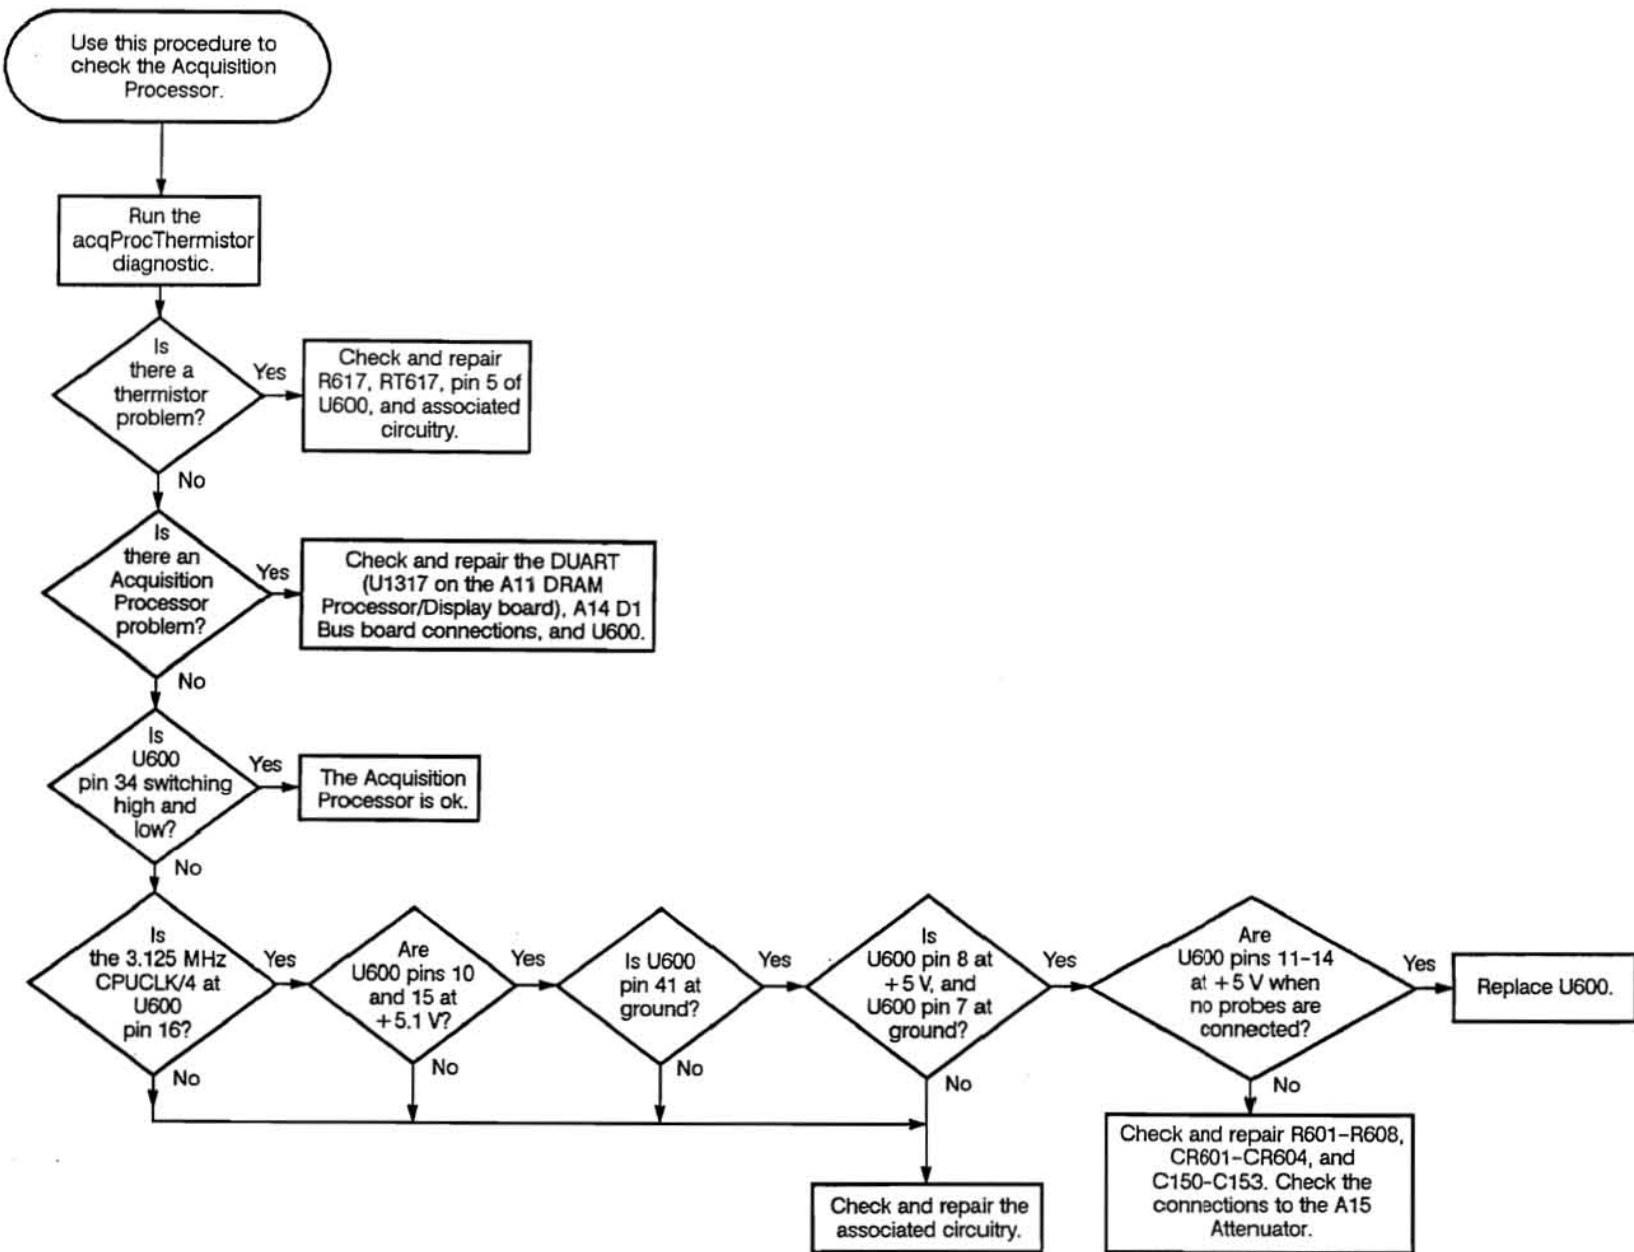 Use this procedure to
check the Acquisition
Processor.
Run the
acqProcThermistor
diagnostic.
Is
there a
thermistor
problem?
Yes
Check and repair
R617, RT617, pin 5 of
U600, and associated
circuitry.
No
Is
there an
Acquisition
Processor
problem?
Yes
Check and repair the DUART
(U1317 on the A11 DRAM
Processor/Display board), A14 D1
Bus board connections, and U600.
No
Is
U600
pin 34 switching
high and
low?
Yes
The Acquisition
Processor is ok.
No
Is
the 3.125 MHz
CPUCLK/4 at
U600
pin 16?
Yes
No
Are
U600 pins 10
and 15 at
+5.1 V?
Yes
No
Is U600
pin 41 at
ground?
Yes
No
Is
U600 pin 8 at
+5 V, and
U600 pin 7 at
ground?
Yes
No
Are
U600 pins 11–14
at +5 V when
no probes are
connected?
Yes
Replace U600.
No
Check and repair the
associated circuitry.
Check and repair R601–R608,
CR601–CR604, and
C150–C153. Check the
connections to the A15
Attenuator.